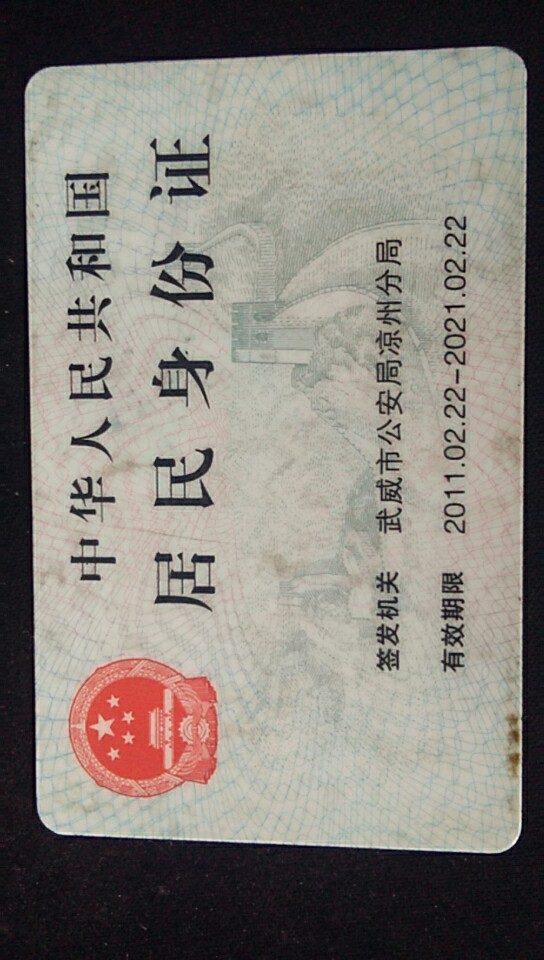 中华人民共和国
居民身份证
签发机关 武威市公安局凉州分局
有效期限 2011.02.22-2021.02.22